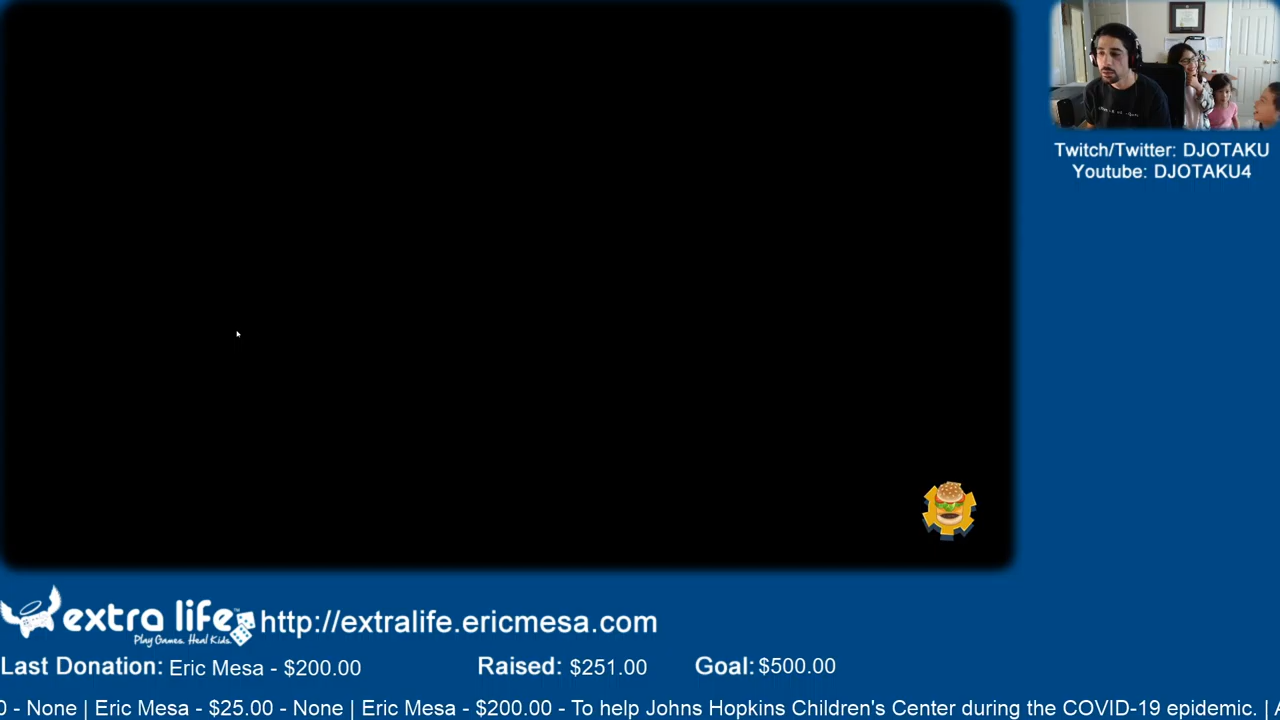 Twitch/Twitter: DJOTAKU
Youtube: DJOTAKU4
extra life
Play Games. Heal Kids.
http://extralife.ericmesa.com
Last Donation: Eric Mesa - $200.00
Raised: $251.00
Goal: $500.00
0 - None | Eric Mesa - $25.00 - None | Eric Mesa - $200.00 - To help Johns Hopkins Children's Center during the COVID-19 epidemic. | A